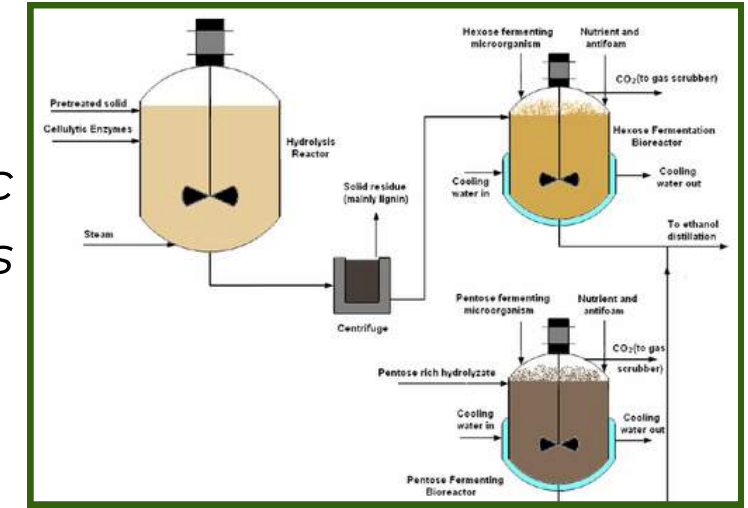 C
s
Pretreated solid
Cellulytic Enzymes
Steam
Hydrolysis
Reactor
Solid residue
(mainly lignin)
Centrifuge
Hexose fermenting
microorganism
Nutrient and
antifoam
CO2(to gas scrubber)
Hexose Fermentation
Bioreactor
Cooling
water in
Cooling
water out
To ethanol
distillation
Pentose fermenting
microorganism
Nutrient and
antifoam
CO2(to gas
scrubber)
Pentose rich hydrolyzate
Cooling
water in
Cooling
water out
Pentose Fermenting
Bioreactor